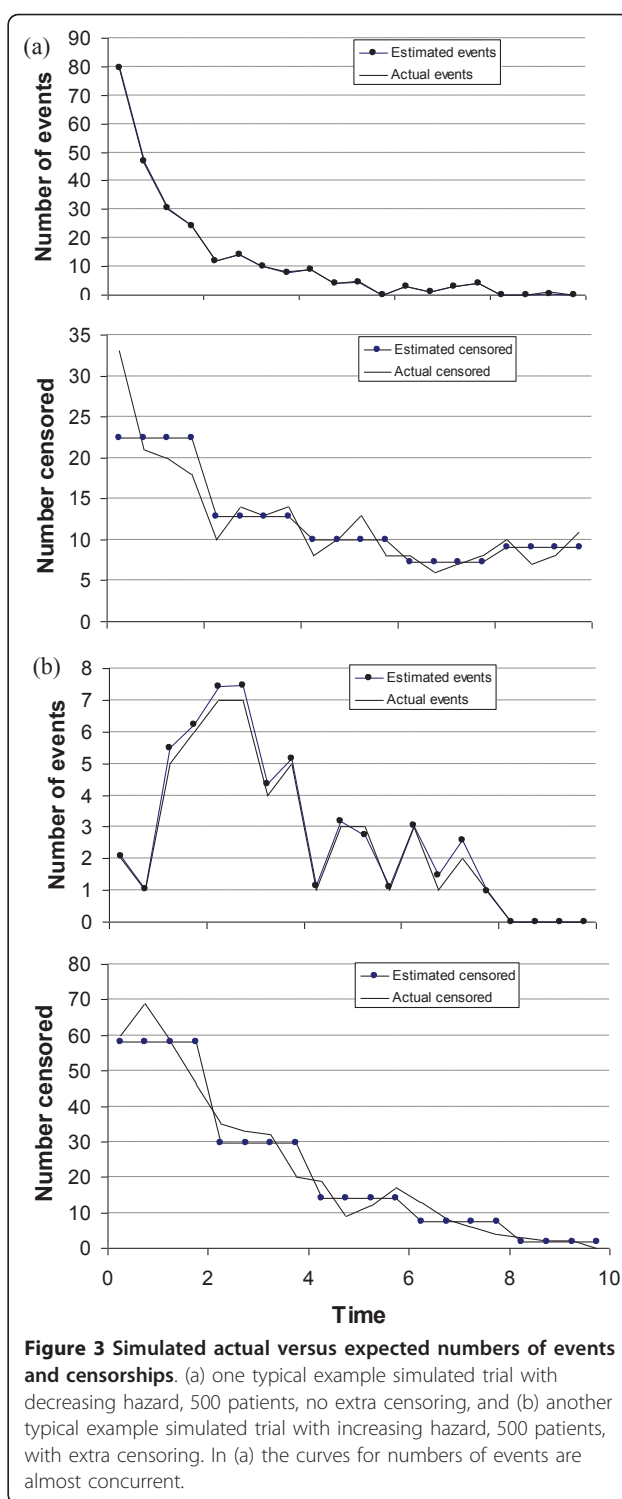 (a)
90
80
70
60
50
40
30
20
10
0
Number of events
Estimated events
Actual events
35
30
25
20
15
10
5
0
Number censored
Estimated censored
Actual censored
(b)
8
7
6
5
4
3
2
1
0
Number of events
Estimated events
Actual events
80
70
60
50
40
30
20
10
0
Number censored
Estimated censored
Actual censored
0 2 4 6 8 10
Time
Figure 3 Simulated actual versus expected numbers of events
and censorships. (a) one typical example simulated trial with
decreasing hazard, 500 patients, no extra censoring, and (b) another
typical example simulated trial with increasing hazard, 500 patients,
with extra censoring. In (a) the curves for numbers of events are
almost concurrent.